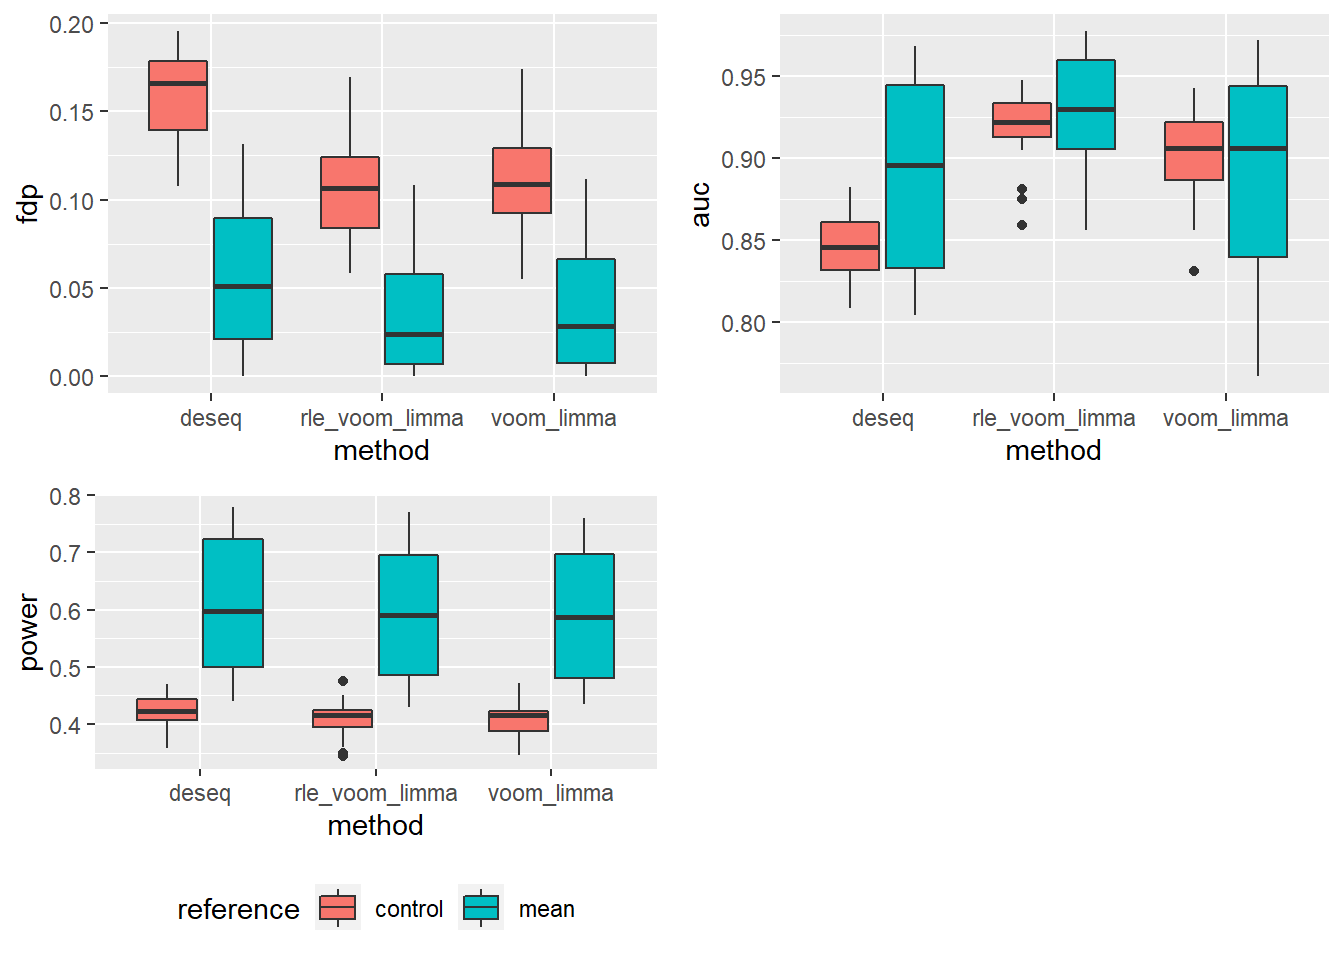 fdp
0.20
0.15
0.10
0.05
0.00
deseq rle_voom_limma voom_limma
method
auc
0.95
0.90
0.85
0.80
deseq rle_voom_limma voom_limma
method
power
0.8
0.7
0.6
0.5
0.4
deseq rle_voom_limma voom_limma
method
reference control mean